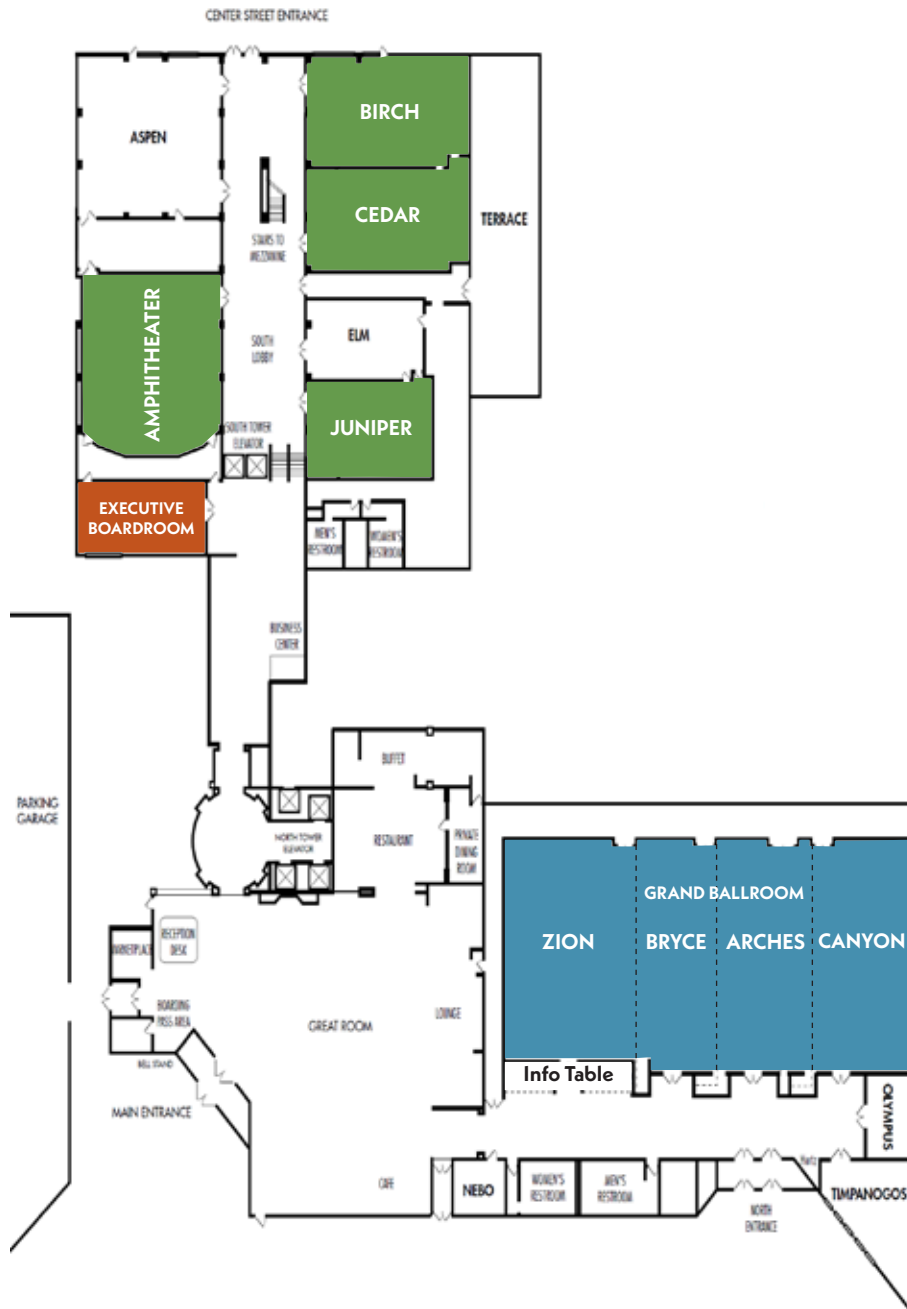 CENTER STREET ENTRANCE
ASPEN
BIRCH
CEDAR
TERRACE
STAIRS TO
MEZZANINE
AMPHITHEATER
SOUTH
LOBBY
ELM
JUNIPER
SOUTH TOWER
ELEVATOR
EXECUTIVE
BOARDROOM
MEN'S
RESTROOM
WOMEN'S
RESTROOM
BUSINESS
CENTER
BUFFET
PARKING
GARAGE
NORTH TOWER
ELEVATOR
RESTAURANT
PRIVATE
DINING
ROOM
GRAND BALLROOM
ZION
BRYCE
ARCHES
CANYON
RECEPTION
DESK
MARKETPLACE
BOARDING
PASS AREA
GREAT ROOM
LOUNGE
BELL STAND
Info Table
MAIN ENTRANCE
OLYMPUS
Hertz
CAFE
NEBO
WOMEN'S
RESTROOM
MEN'S
RESTROOM
TIMPANOGOS
NORTH
ENTRANCE